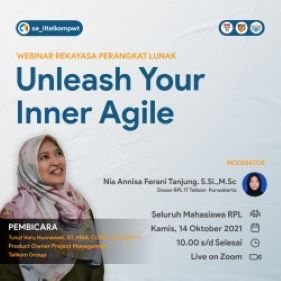 se_ittelkompwt
WEBINAR REKAYASA PERANGKAT LUNAK
Unleash Your
Inner Agile
MODERATOR
Nia Annisa Ferani Tanjung, S.Si.,M.Sc
Dosen RPL IT Telkom Purwokerto
PEMBICARA
Product Owner Project Management
Telkom Group
Seluruh Mahasiswa RPL
Kamis, 14 Oktober 2021
10.00 s/d Selesai
Live on Zoom